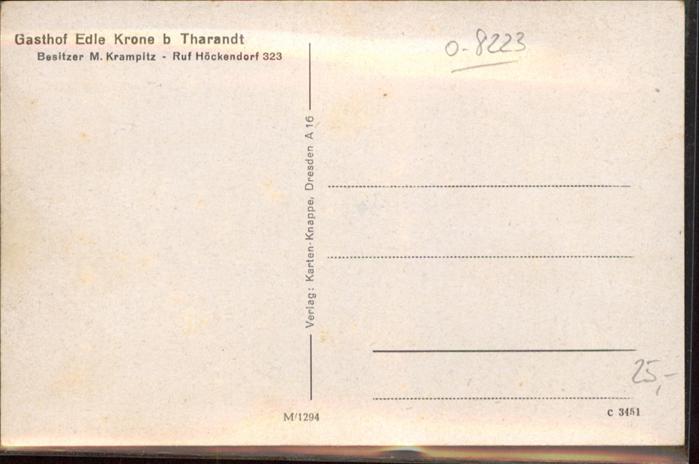 Gasthof Edle Krone b Tharandt
Besitzer M. Krampitz - Ruf Höckendorf 323
O-8223
Verlag: Karten-Knappe, Dresden A 16
25,-
M/1294
C 3451